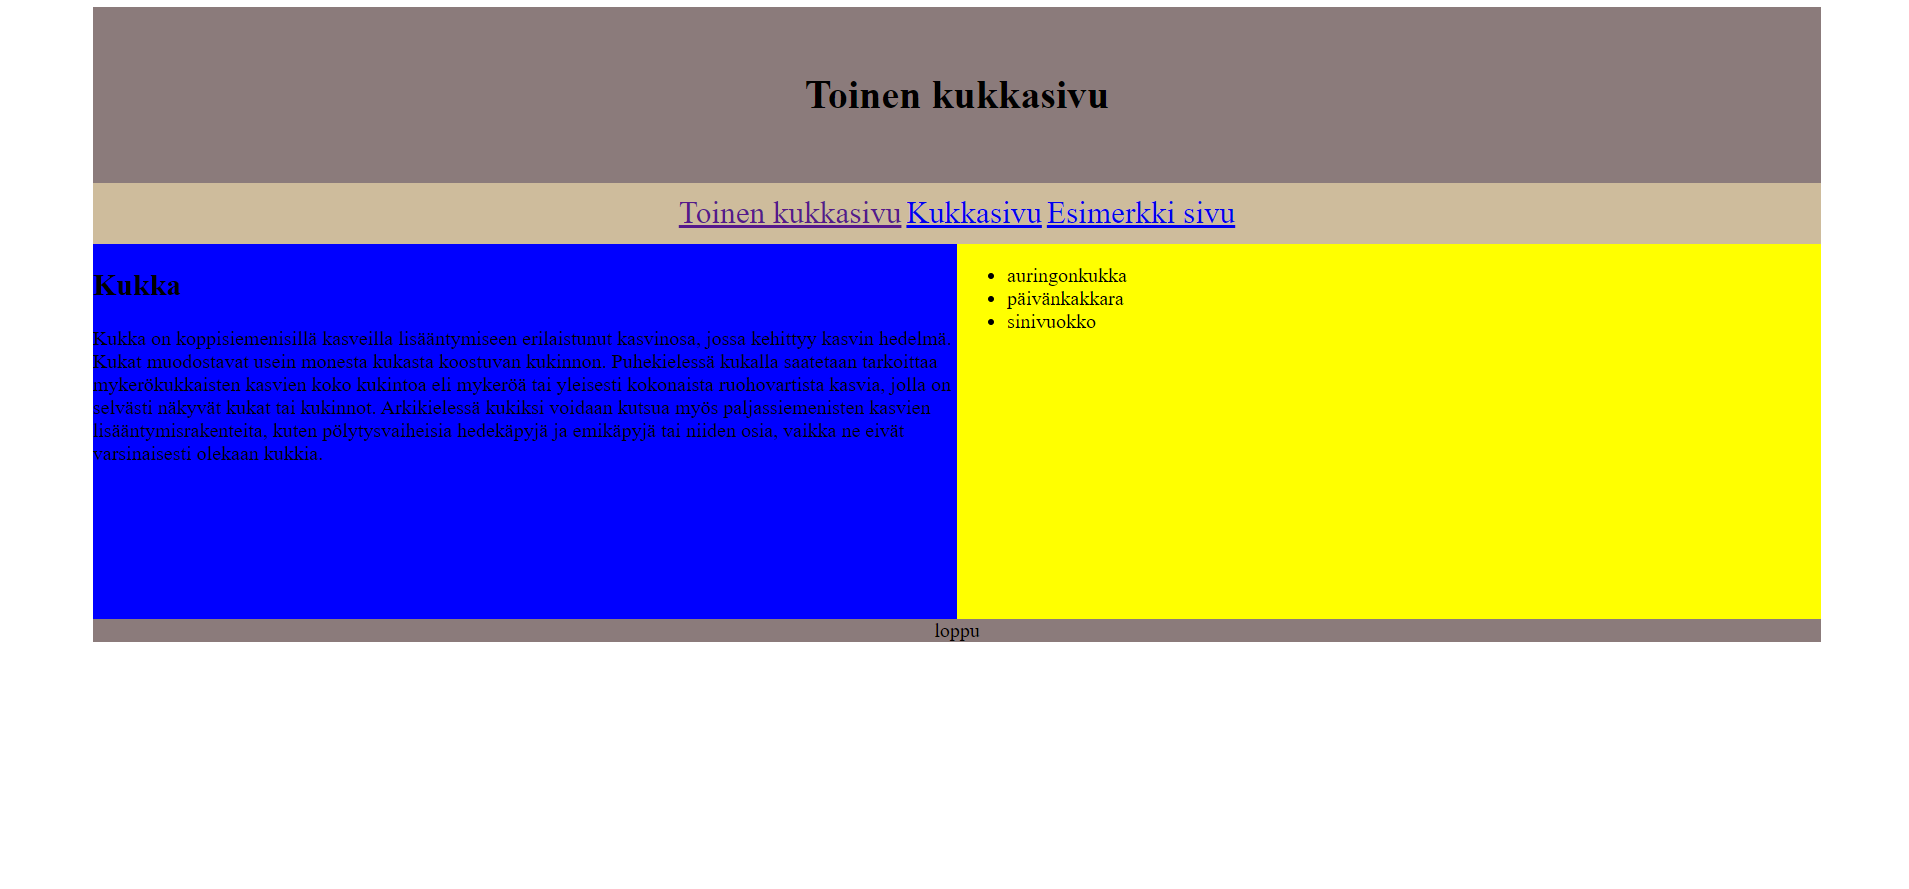 Toinen kukkasivu
Toinen kukkasivu Kukkasivu Esimerkki sivu
Kukka
Kukka on koppisiemenisillä kasveilla lisääntymiseen erilaistunut kasvinosa, jossa kehittyy kasvin hedelmä.
Kukat muodostavat usein monesta kukasta koostuvan kukinnon. Puhekielessä kukalla saatetaan tarkoittaa
mykerökukkaisten kasvien koko kukintoa eli mykeröä tai yleisesti kokonaista ruohovartista kasvia, jolla on
selvästi näkyvät kukat tai kukinnot. Arkikielessä kukiksi voidaan kutsua myös paljassiemenisten kasvien
lisääntymisrakenteita, kuten pölytysvaiheisia hedekäpyjä ja emikäpyjä tai niiden osia, vaikka ne eivät
varsinaisesti olekaan kukkia.
• auringonkukka
• päivänkakkara
• sinivuokko
loppu